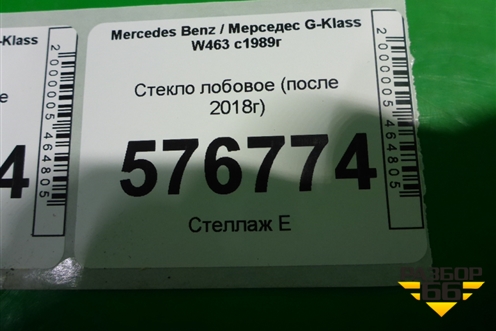 -Klass
Mercedes Benz / Мерседес G-Klass
W463 с1989г
Стекло лобовое (после
2018г)
576774
Стеллаж Е
2000005464805
2000005464805
е
4
РАЗБОР
66